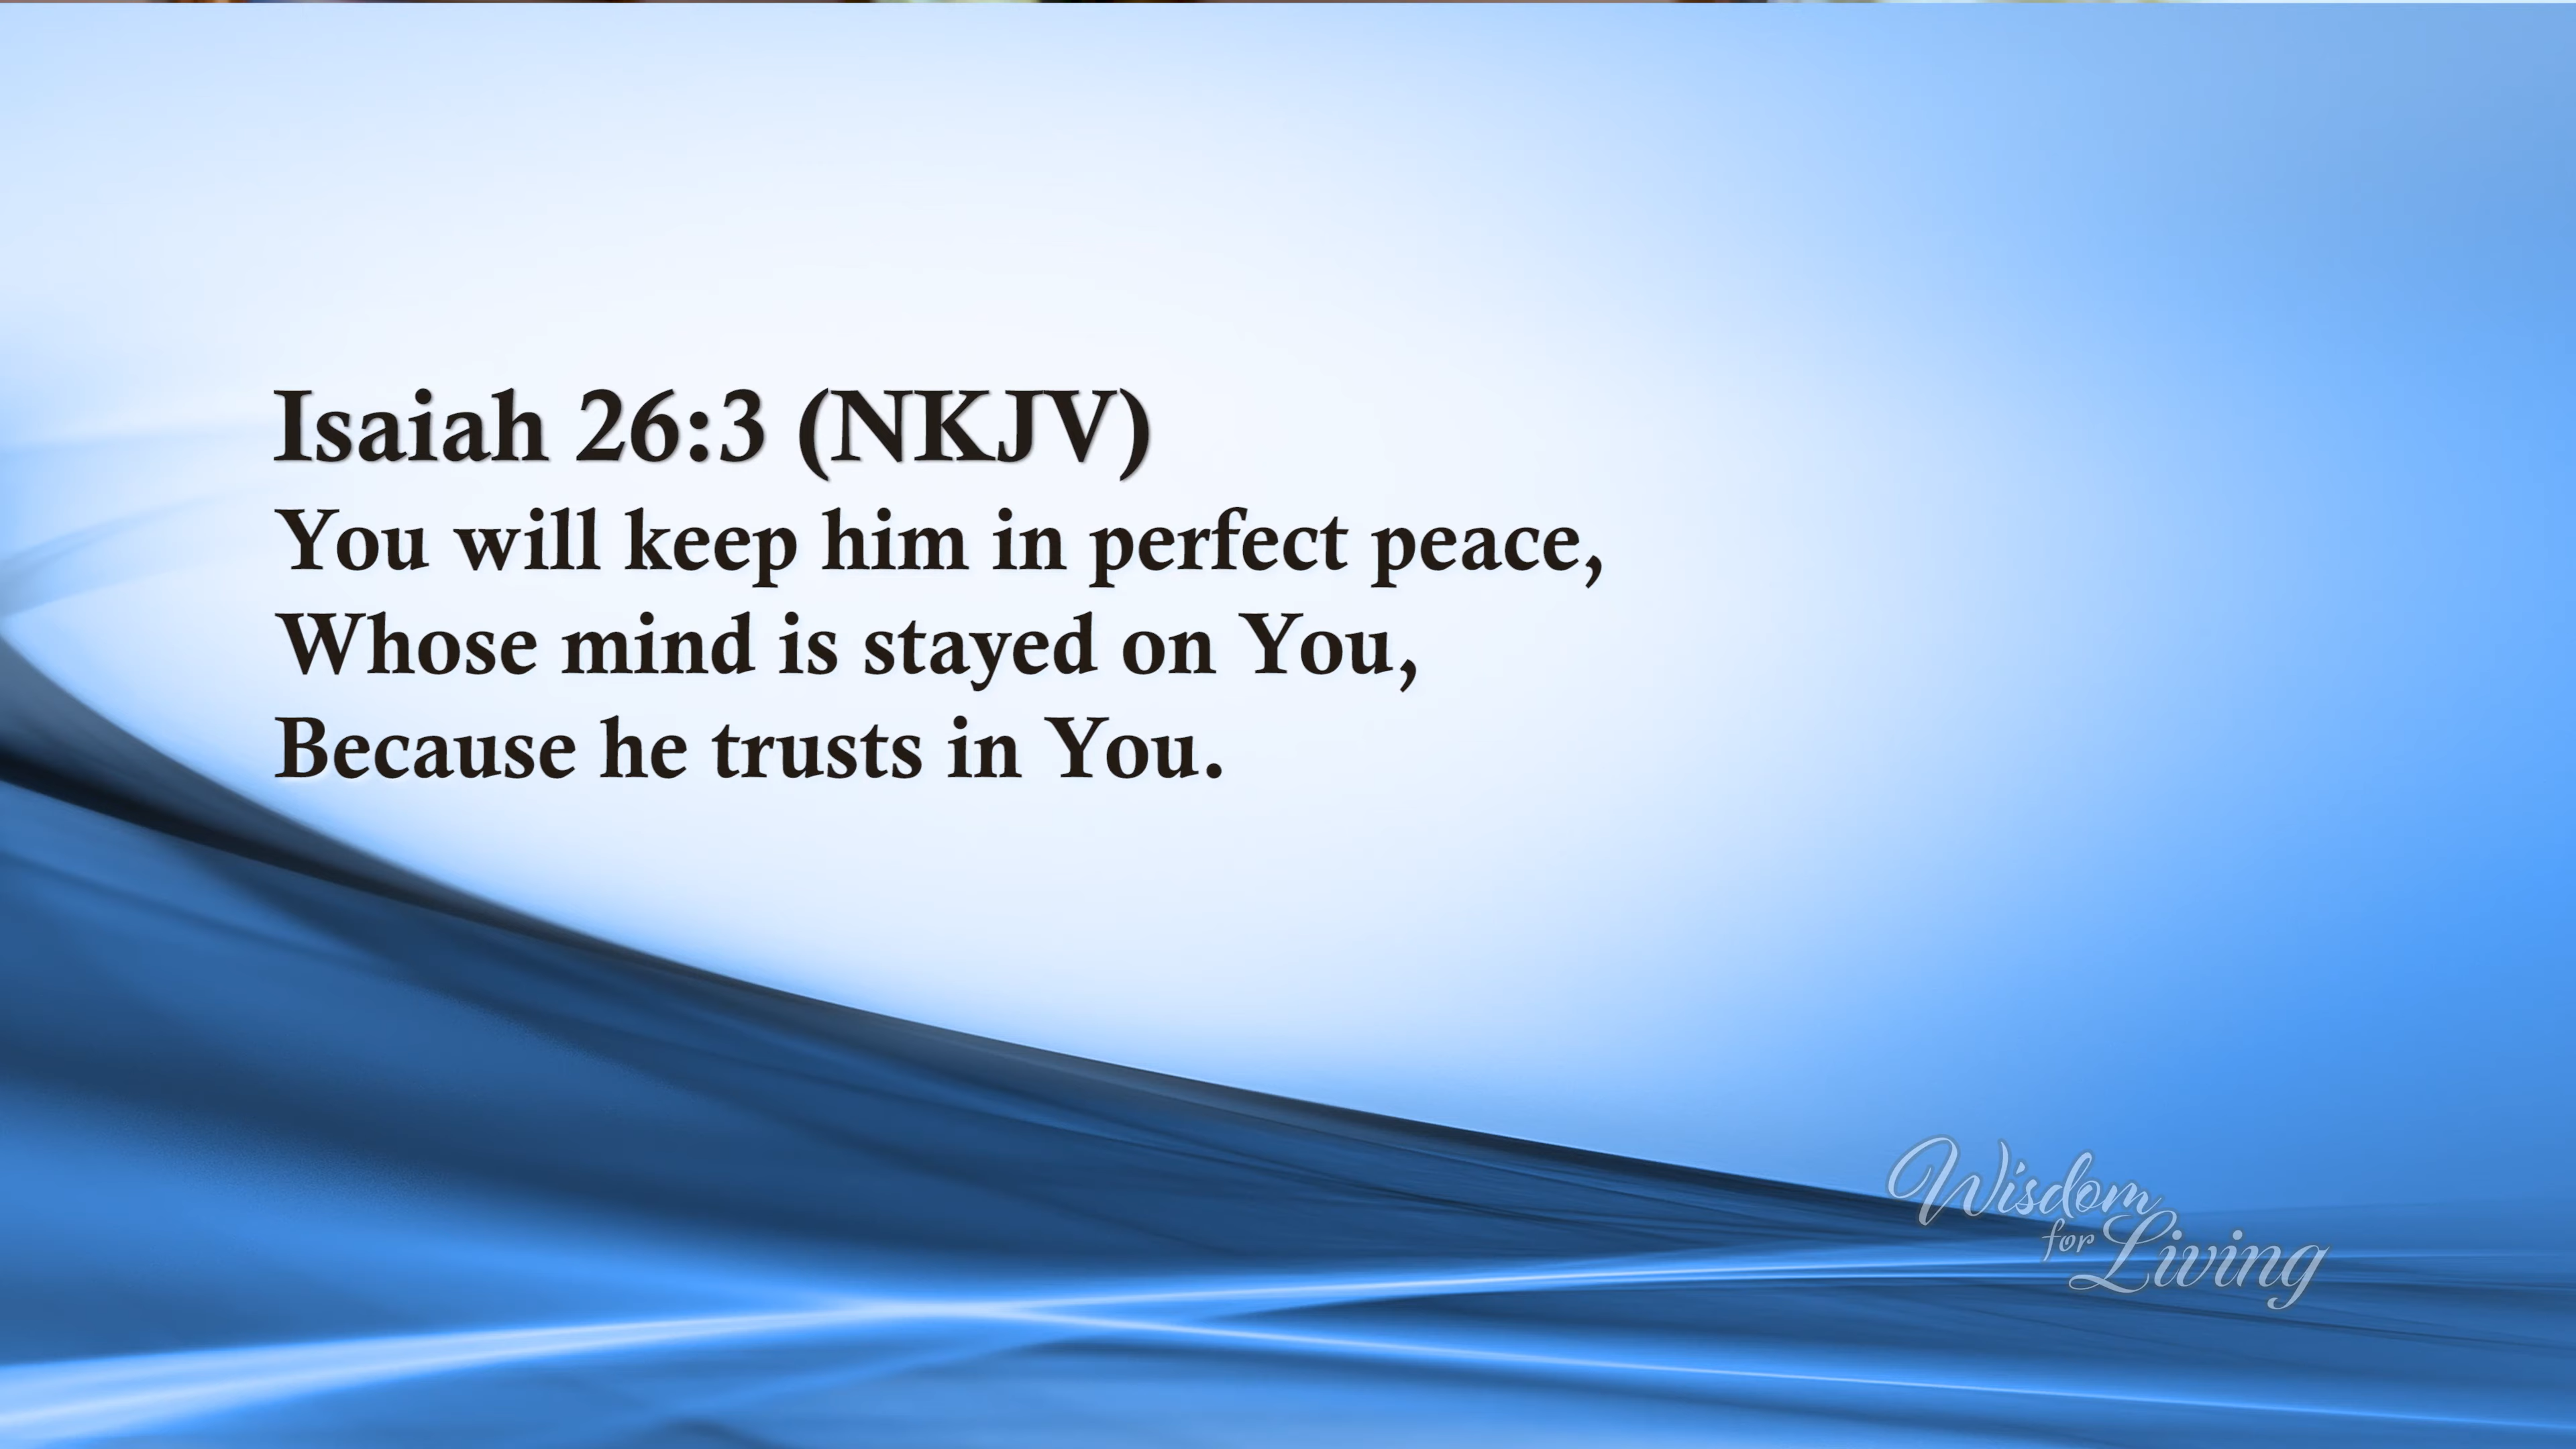 Isaiah 26:3 (NKJV)
You will keep him in perfect peace,
Whose mind is stayed on You,
Because he trusts in You.
Wisdom
for Living